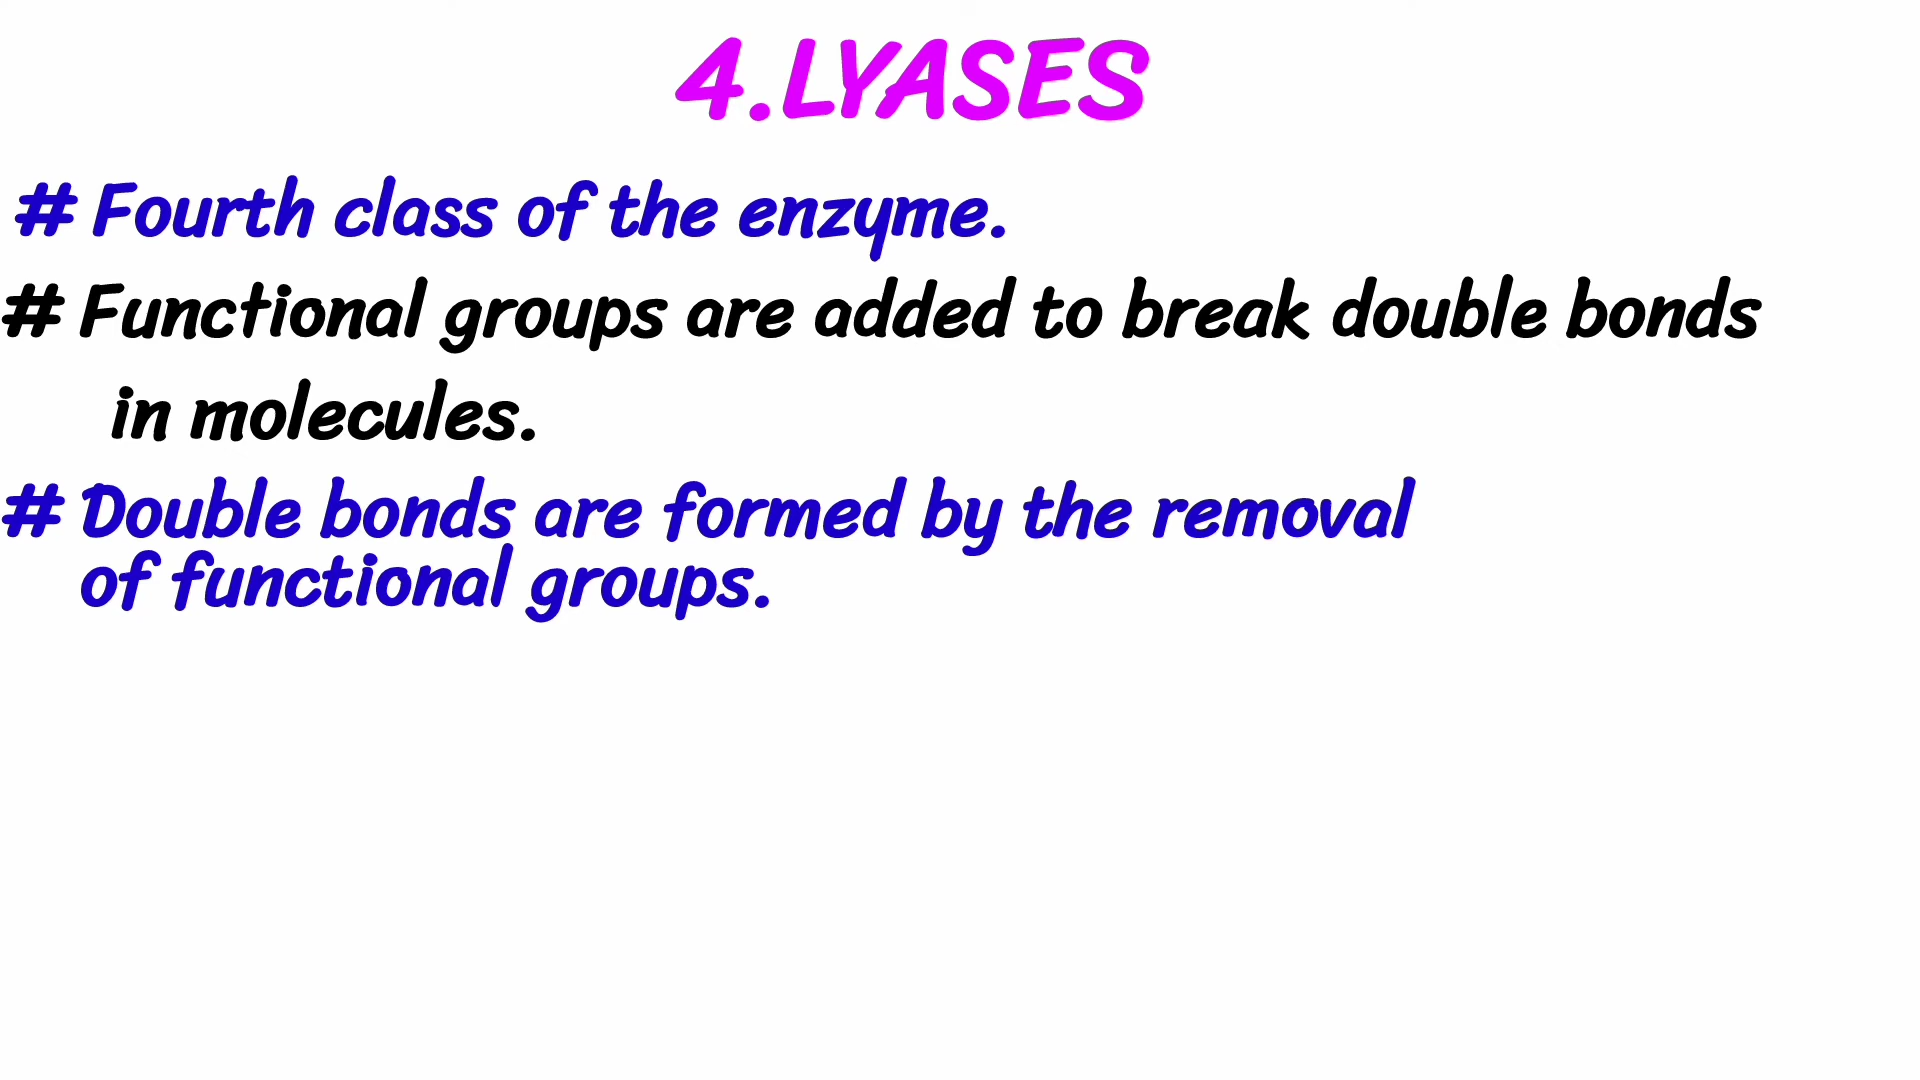 4.LYASES
# Fourth class of the enzyme.
# Functional groups are added to break double bonds
in molecules.
# Double bonds are formed by the removal
of functional groups.